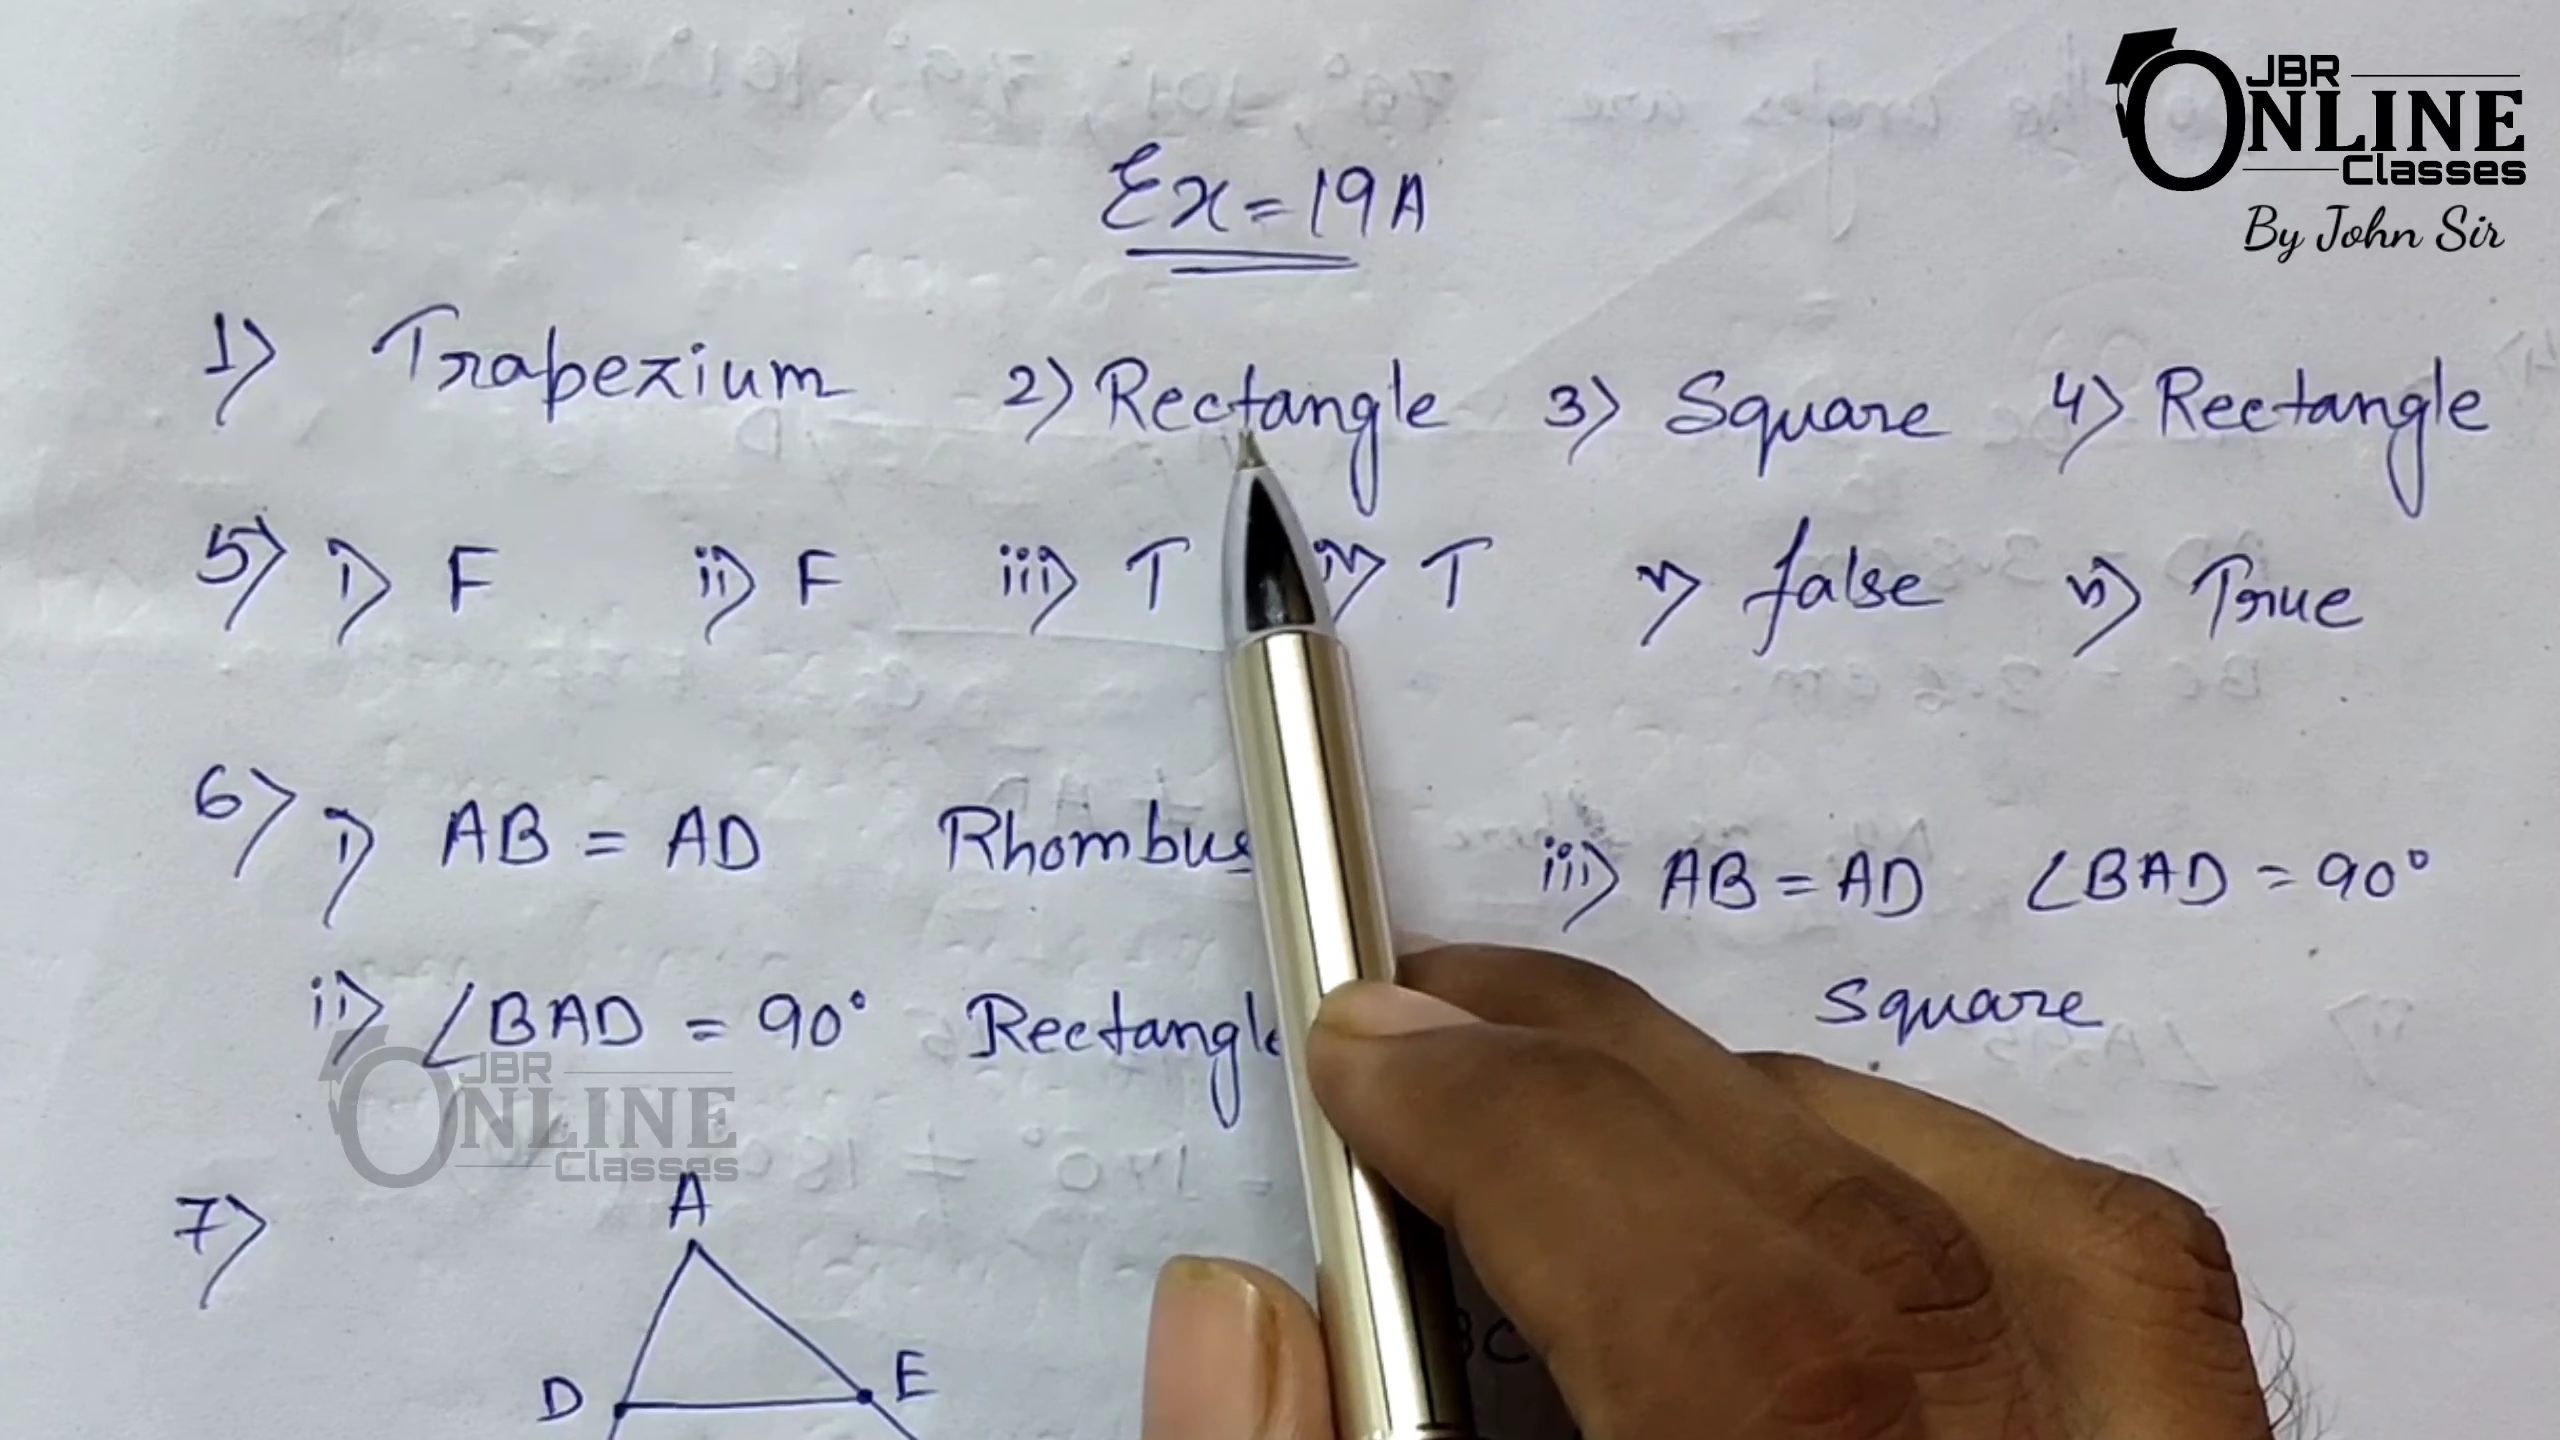 JBR
ONLINE
Classes
By John Sir
Ex = 19A
1) Trapezium 2) Rectangle 3) Square 4) Rectangle
5) i) F ii) F iii) T iv) T v) false vi) True
6) i) AB = AD Rhombus iii) AB = AD ∠BAD = 90°
ii) ∠BAD = 90° Rectangle Square
JBR
ONLINE
Classes
7)
A
D E